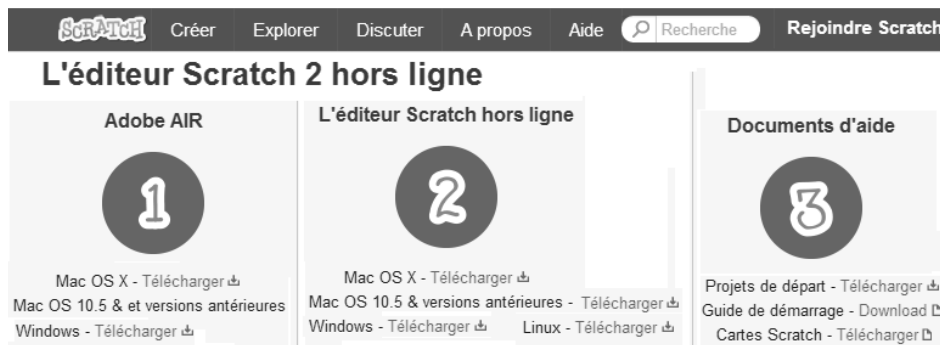 SCRATCH Créer Explorer Discuter A propos Aide Recherche Rejoindre Scratch
L'éditeur Scratch 2 hors ligne
Adobe AIR
1
Mac OS X - Télécharger
Mac OS 10.5 & et versions antérieures
Windows - Télécharger
L'éditeur Scratch hors ligne
2
Mac OS X - Télécharger
Mac OS 10.5 & versions antérieures - Télécharger
Windows - Télécharger Linux - Télécharger
Documents d'aide
3
Projets de départ - Télécharger
Guide de démarrage - Download
Cartes Scratch - Télécharger